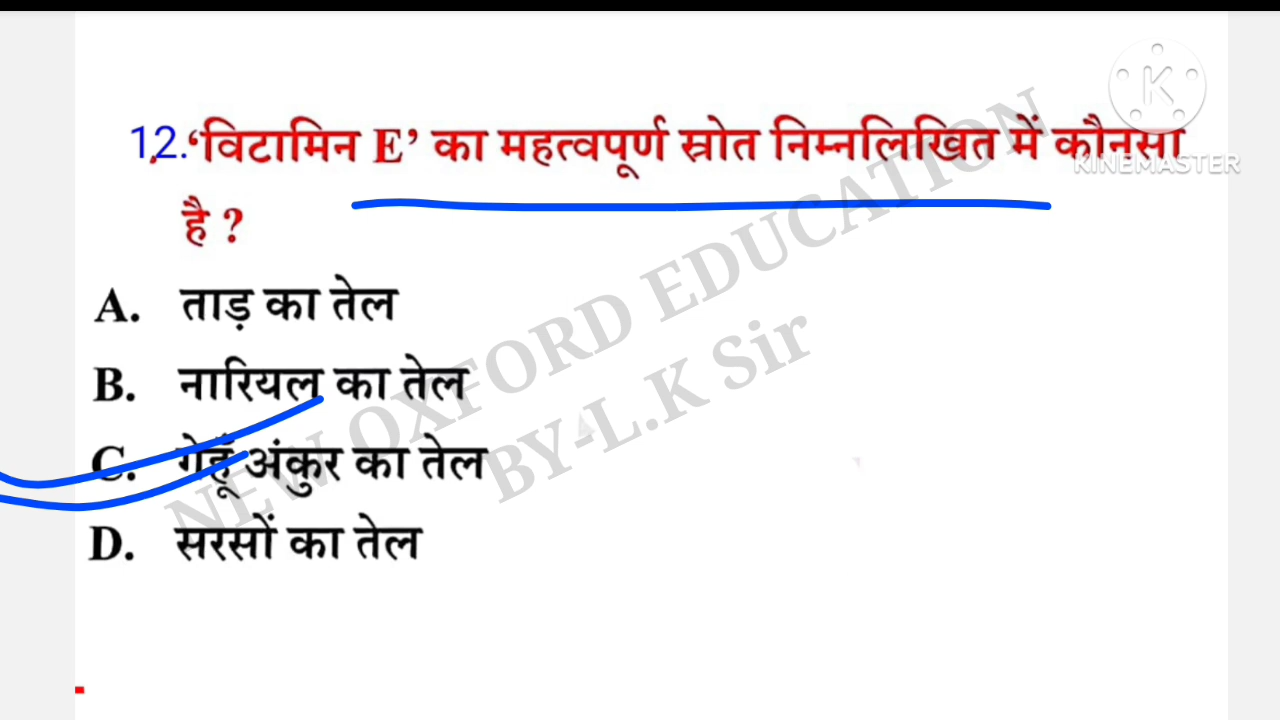 12. ‘विटामिन E’ का महत्वपूर्ण स्रोत निम्नलिखित में कौनसा
है ?
A. ताड़ का तेल
B. नारियल का तेल
C. गेहूँ अंकुर का तेल
D. सरसों का तेल
NEW OXFORD EDUCATION
BY-L.K Sir
K
KINEMASTER